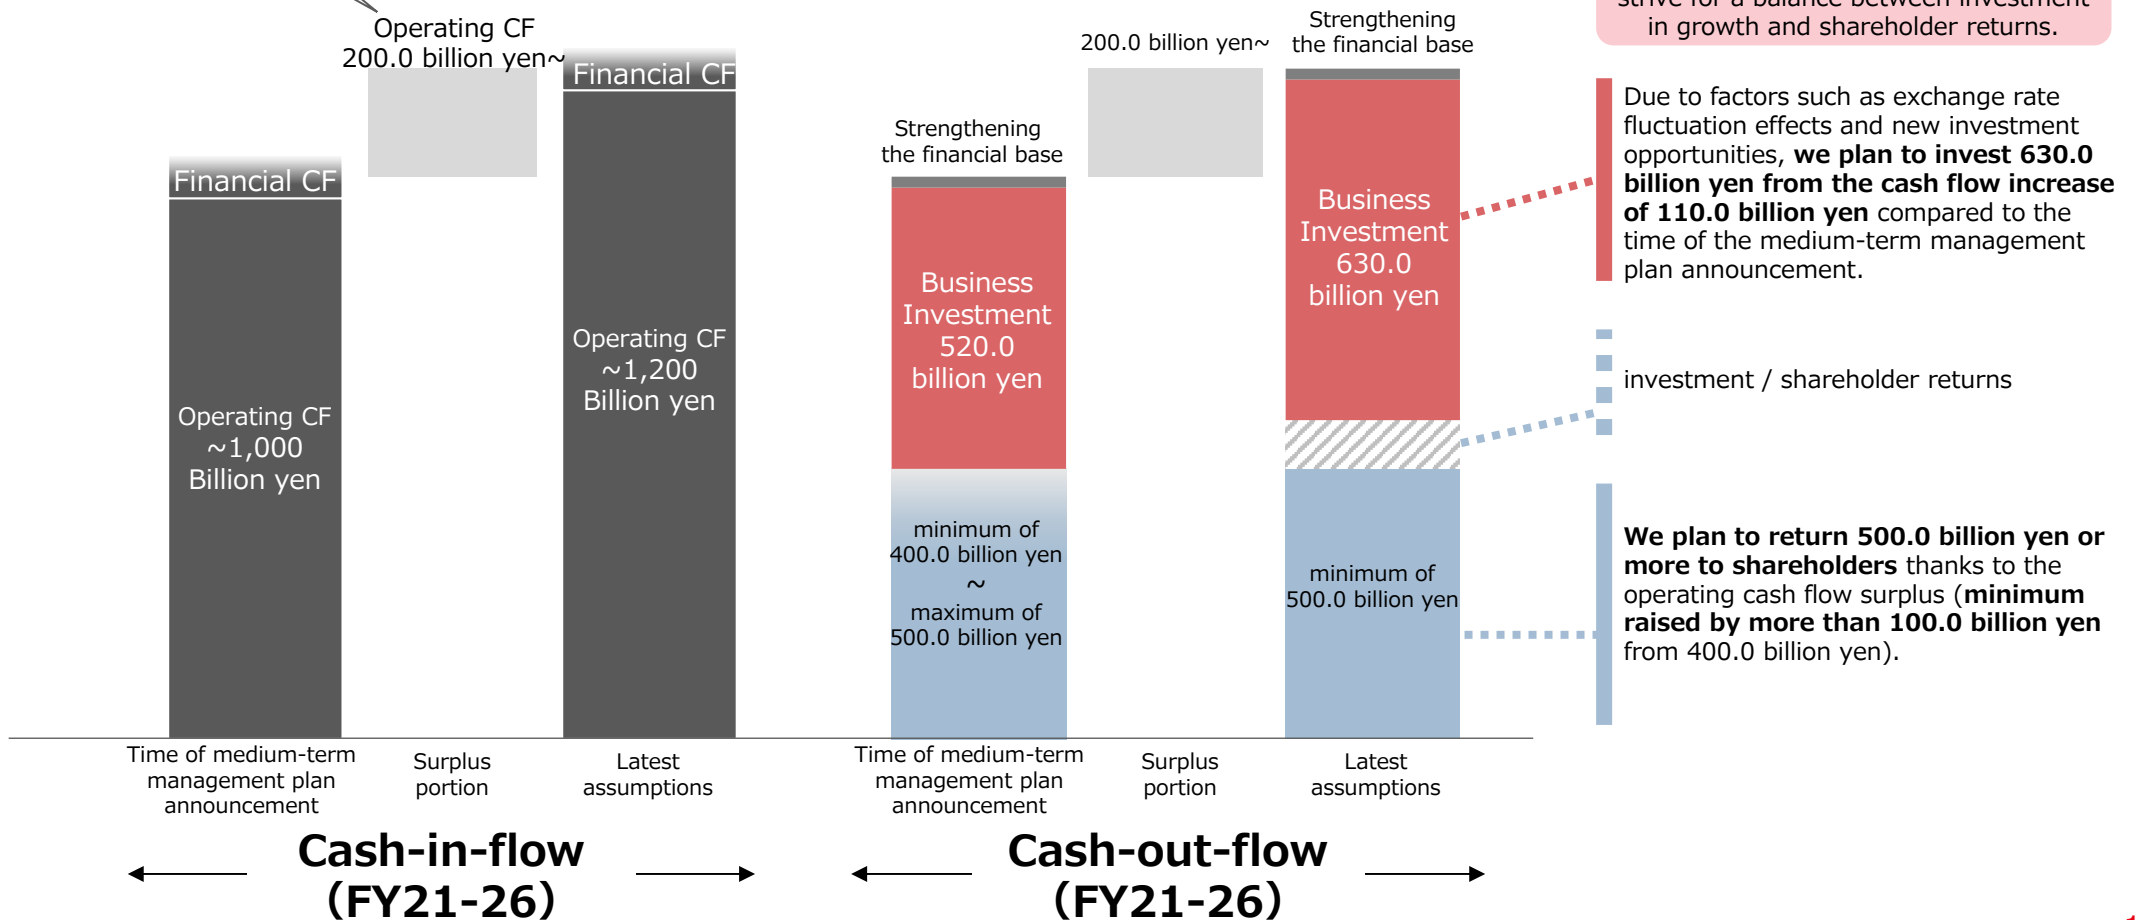 Operating CF
200.0 billion yen~
Financial CF
Financial CF
Operating CF
~1,000
Billion yen
Operating CF
~1,200
Billion yen
Time of medium-term
management plan
announcement
Surplus
portion
Latest
assumptions
Cash-in-flow
（FY21-26）
Strengthening
the financial base
200.0 billion yen~
Strengthening
the financial base
Business
Investment
520.0
billion yen
Business
Investment
630.0
billion yen
minimum of
400.0 billion yen
~
maximum of
500.0 billion yen
minimum of
500.0 billion yen
Time of medium-term
management plan
announcement
Surplus
portion
Latest
assumptions
Cash-out-flow
（FY21-26）
strive for a balance between investment
in growth and shareholder returns.
Due to factors such as exchange rate
fluctuation effects and new investment
opportunities, we plan to invest 630.0
billion yen from the cash flow increase
of 110.0 billion yen compared to the
time of the medium-term management
plan announcement.
investment / shareholder returns
We plan to return 500.0 billion yen or
more to shareholders thanks to the
operating cash flow surplus (minimum
raised by more than 100.0 billion yen
from 400.0 billion yen).